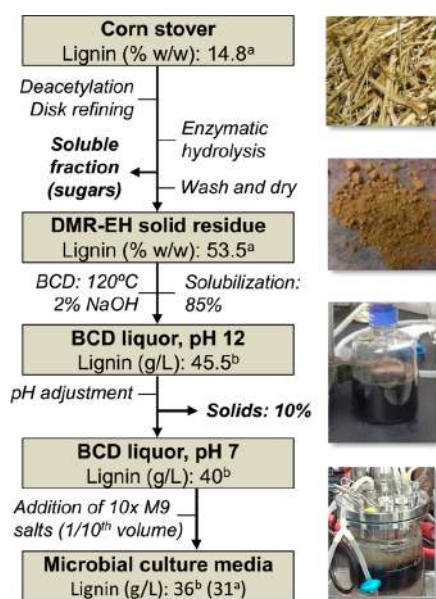 Corn stover
Lignin (% w/w): 14.8ᵃ
Deacetylation
Disk refining
Enzymatic
hydrolysis
Soluble
fraction
(sugars)
Wash and dry
DMR-EH solid residue
Lignin (% w/w): 53.5ᵃ
BCD: 120ºC
2% NaOH
Solubilization:
85%
BCD liquor, pH 12
Lignin (g/L): 45.5ᵇ
pH adjustment
Solids: 10%
BCD liquor, pH 7
Lignin (g/L): 40ᵇ
Addition of 10x M9
salts (1/10ᵗʰ volume)
Microbial culture media
Lignin (g/L): 36ᵇ (31ᵃ)